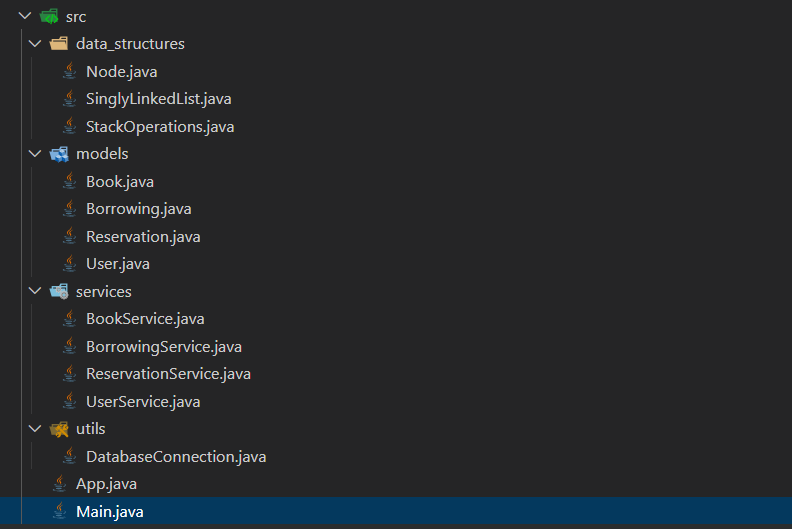 src
data_structures
Node.java
SinglyLinkedList.java
StackOperations.java
models
Book.java
Borrowing.java
Reservation.java
User.java
services
BookService.java
BorrowingService.java
ReservationService.java
UserService.java
utils
DatabaseConnection.java
App.java
Main.java